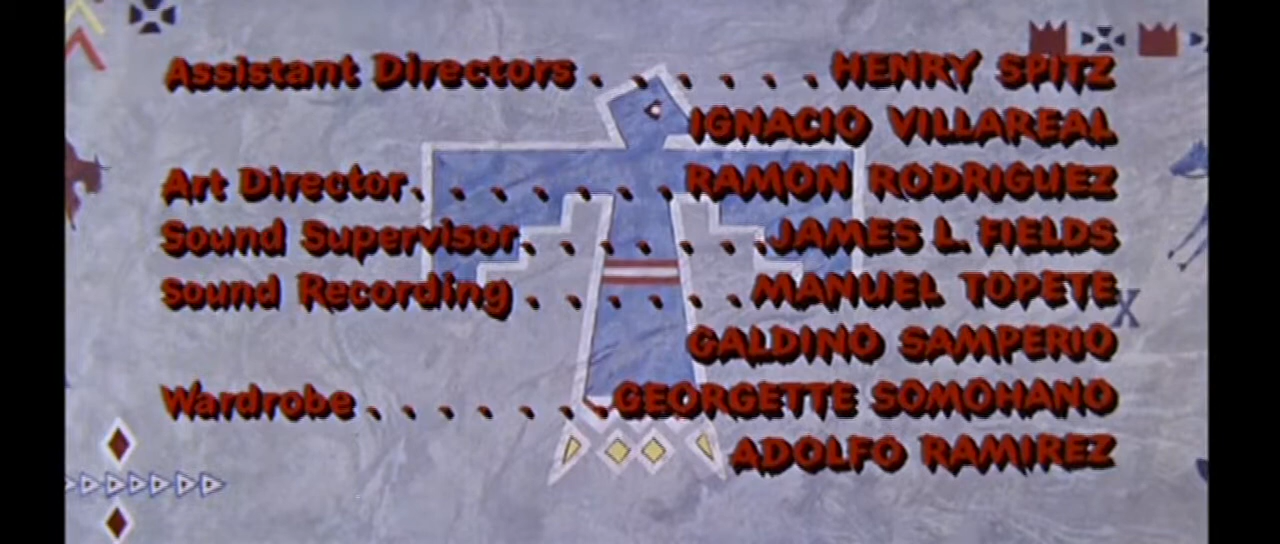 Assistant Directors . . . . . . HENRY SPITZ
IGNACIO VILLAREAL
Art Director . . . . . . . RAMON RODRIGUEZ
Sound Supervisor . . . . . . . JAMES L. FIELDS
Sound Recording . . . . . . MANUEL TOPETE
GALDINO SAMPERIO
Wardrobe . . . . . . . GEORGETTE SOMOHANO
ADOLFO RAMIREZ